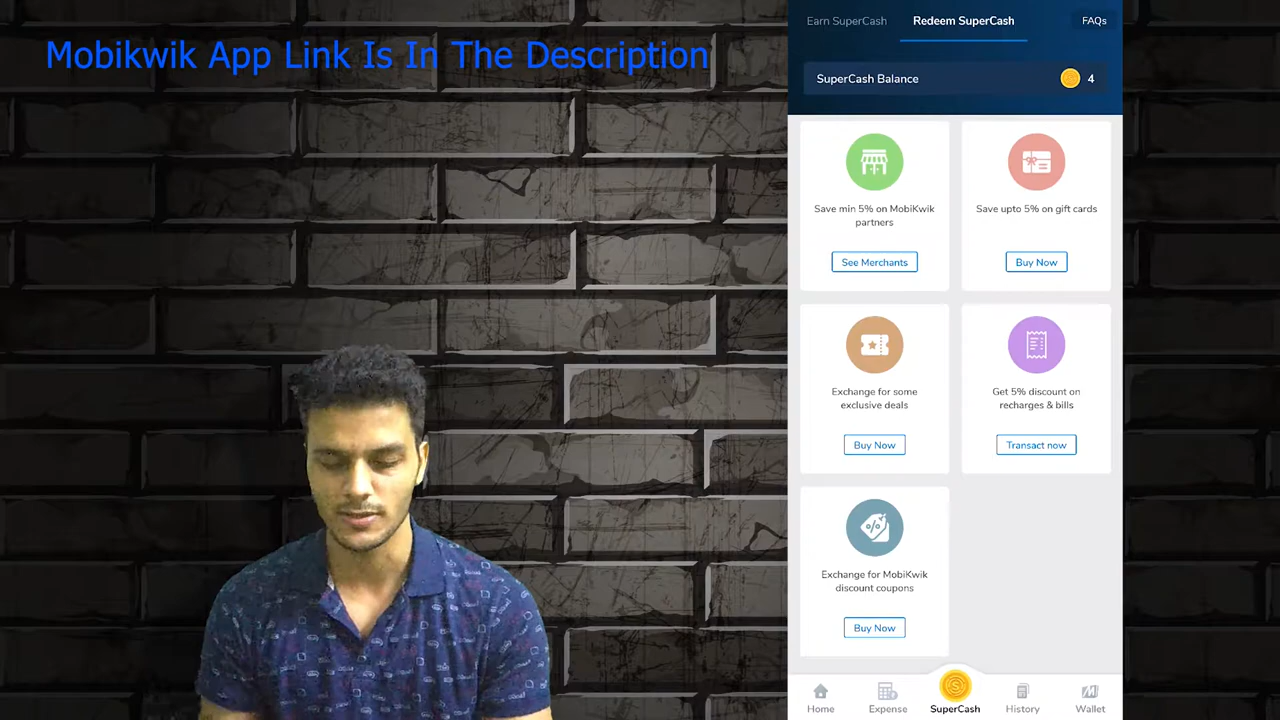 Mobikwik App Link Is In The Description
Earn SuperCash
Redeem SuperCash
FAQs
SuperCash Balance
4
Save min 5% on MobiKwik
partners
See Merchants
Save upto 5% on gift cards
Buy Now
Exchange for some
exclusive deals
Buy Now
Get 5% discount on
recharges & bills
Transact now
Exchange for MobiKwik
discount coupons
Buy Now
Home
Expense
SuperCash
History
Wallet